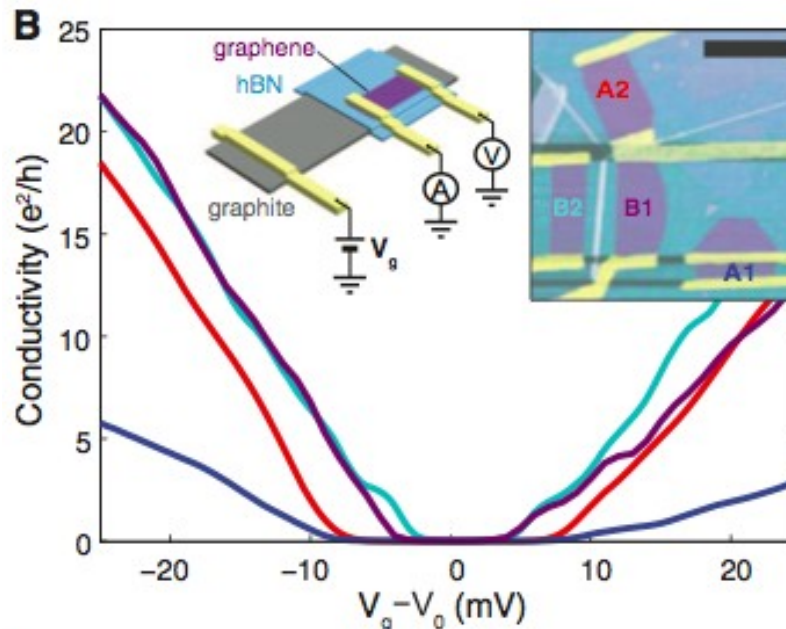 B
25
20
15
10
5
0
Conductivity (e²/h)
graphene
hBN
graphite
V
A
Vg
A2
B2
B1
A1
−20
−10
0
10
20
Vg−V0 (mV)